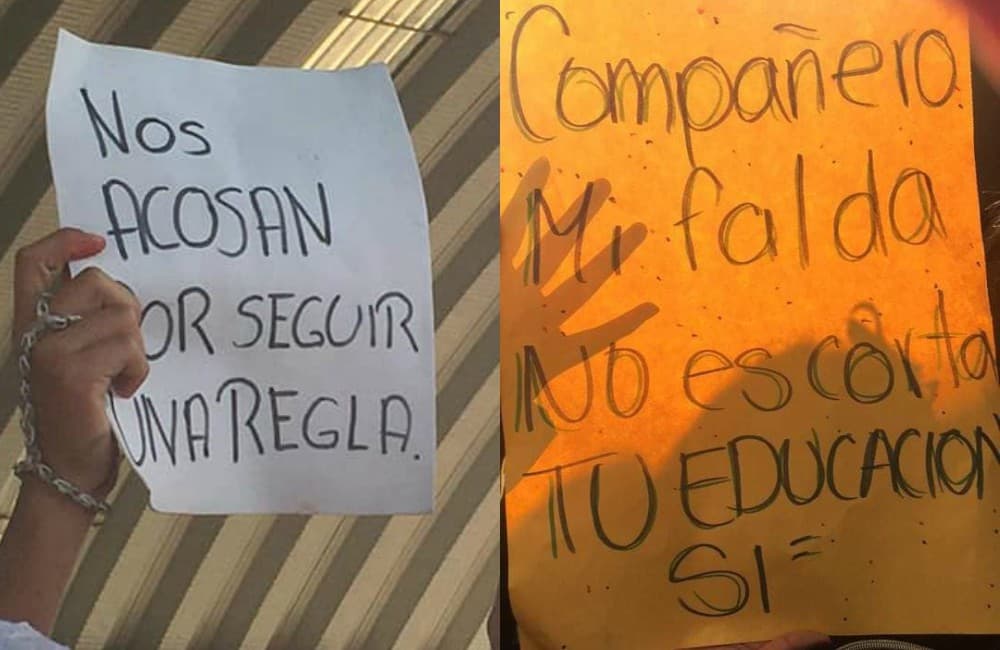 Nos
ACOSAN
POR SEGUIR
UNA REGLA.
Compañero
Mi falda
No es corta
TU EDUCACION
SI =